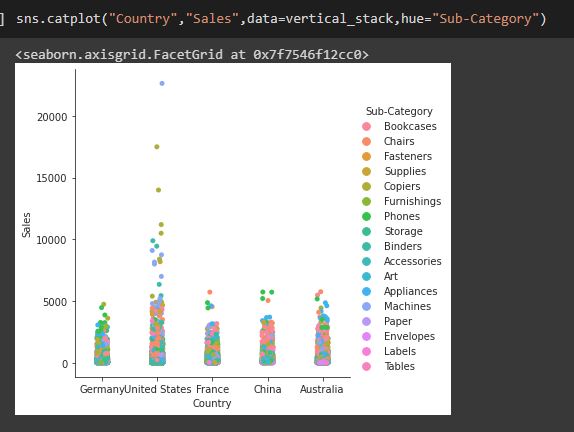 ] sns.catplot("Country","Sales",data=vertical_stack,hue="Sub-Category")
<seaborn.axisgrid.FacetGrid at 0x7f7546f12cc0>
Sub-Category
Bookcases
Chairs
Fasteners
Supplies
Copiers
Furnishings
Phones
Storage
Binders
Accessories
Art
Appliances
Machines
Paper
Envelopes
Labels
Tables
20000
15000
10000
5000
0
Sales
Germany United States France China Australia
Country